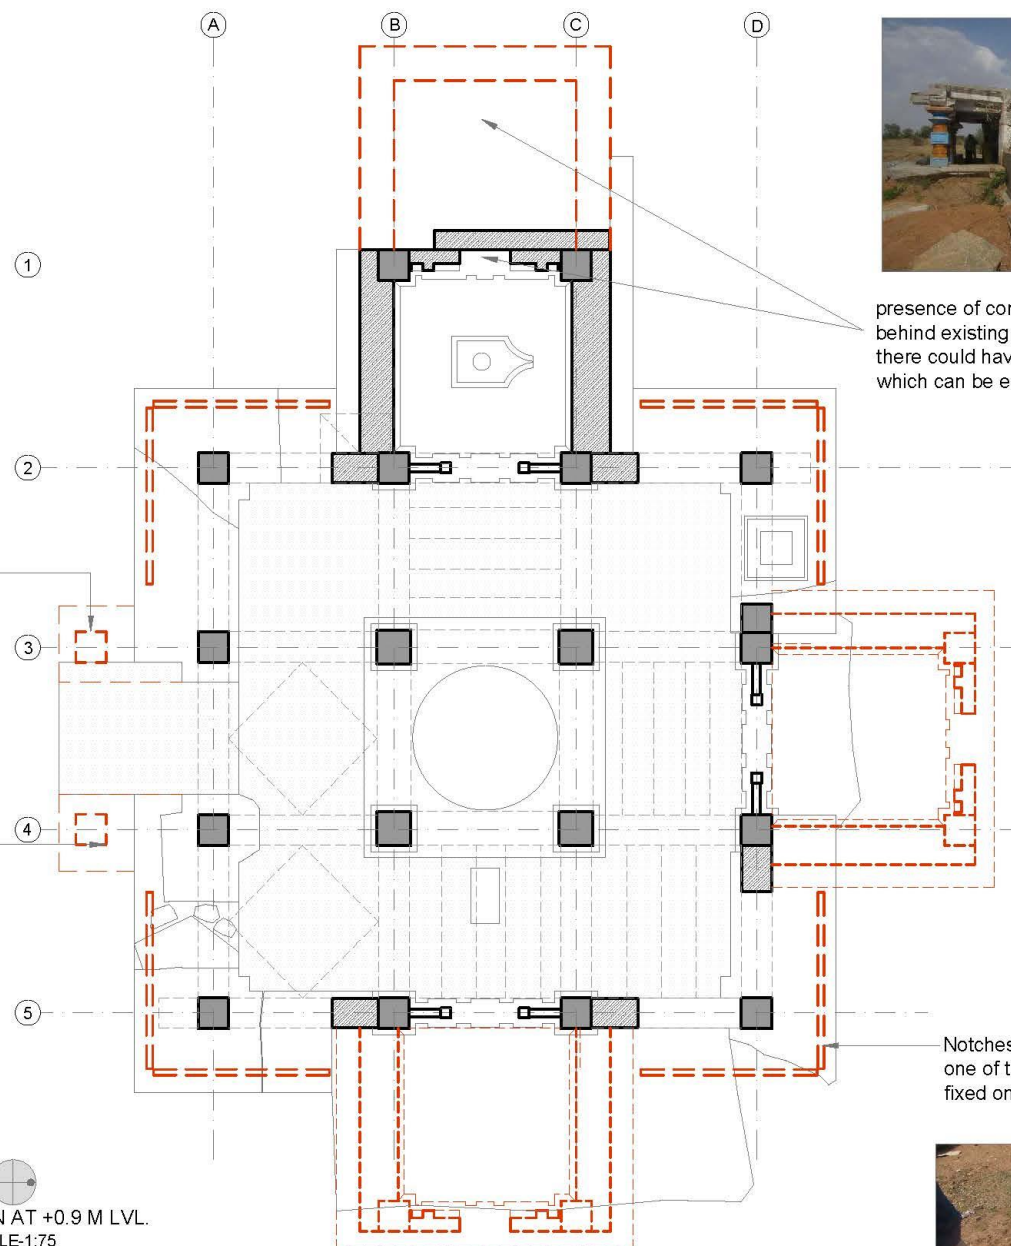 A
B
C
D
1
2
3
4
5
presence of cor
behind existing
there could hav
which can be e
Notches
one of t
fixed on
N AT +0.9 M LVL.
LE-1:75